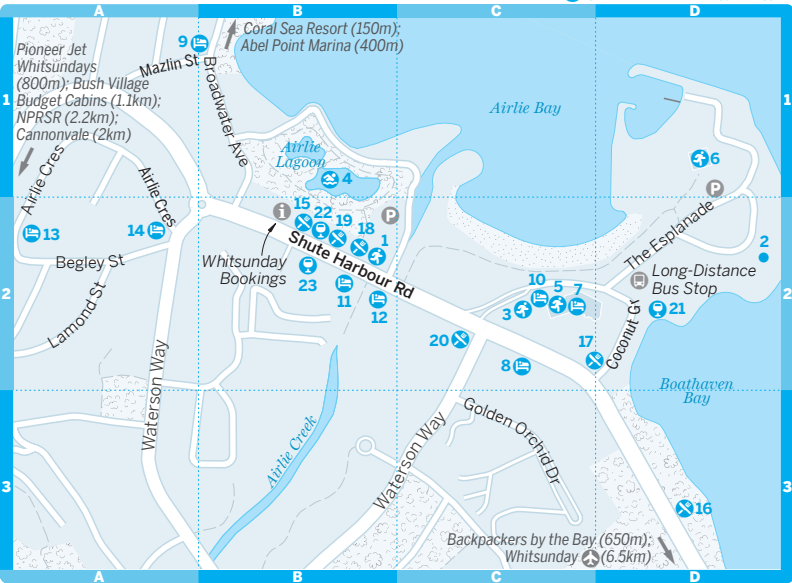 A
B
C
D
9
Coral Sea Resort (150m);
Abel Point Marina (400m)
Pioneer Jet
Whitsundays
(800m); Bush Village
Budget Cabins (1.1km);
NPRSR (2.2km);
Cannonvale (2km)
Mazlin St
Broadwater Ave
1
1
Airlie Bay
Airlie
Lagoon
4
6
P
Airlie Cres
Airlie Cres
i
15
22
19
18
1
P
13
14
Begley St
Whitsunday
Bookings
Shute Harbour Rd
The Esplanade
2
Long-Distance
Bus Stop
2
2
Lamond St
23
11
12
10
5
7
3
21
20
8
17
Coconut Gr
Boathaven
Bay
Waterson Way
Airlie Creek
Waterson Way
Golden Orchid Dr
3
3
16
Backpackers by the Bay (650m);
Whitsunday (6.5km)
A
B
C
D